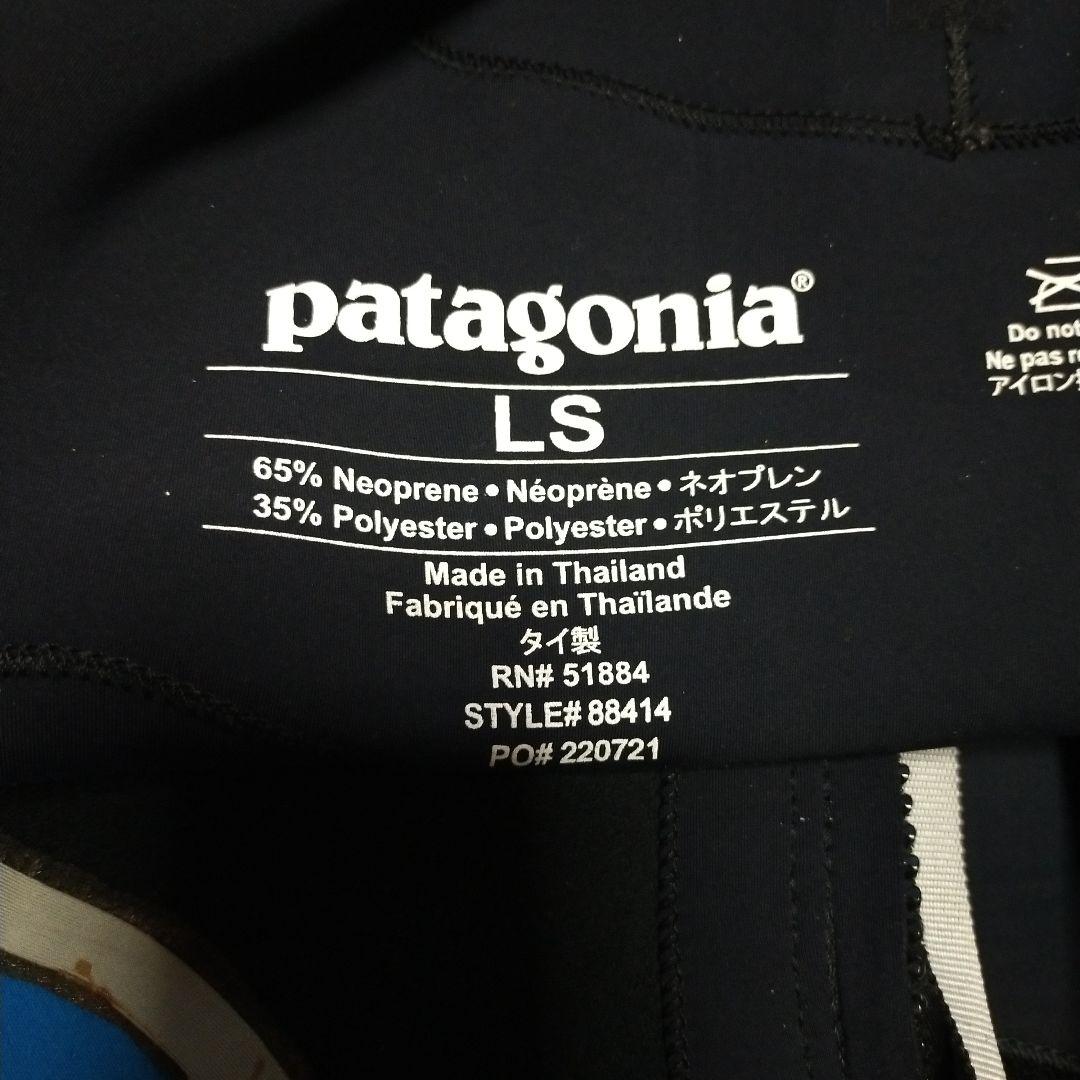 patagonia®
LS
65% Neoprene • Néoprène • ネオプレン
35% Polyester • Polyester • ポリエステル
Made in Thailand
Fabriqué en Thaïlande
タイ製
RN# 51884
STYLE# 88414
PO# 220721
Do not
Ne pas
アイロン